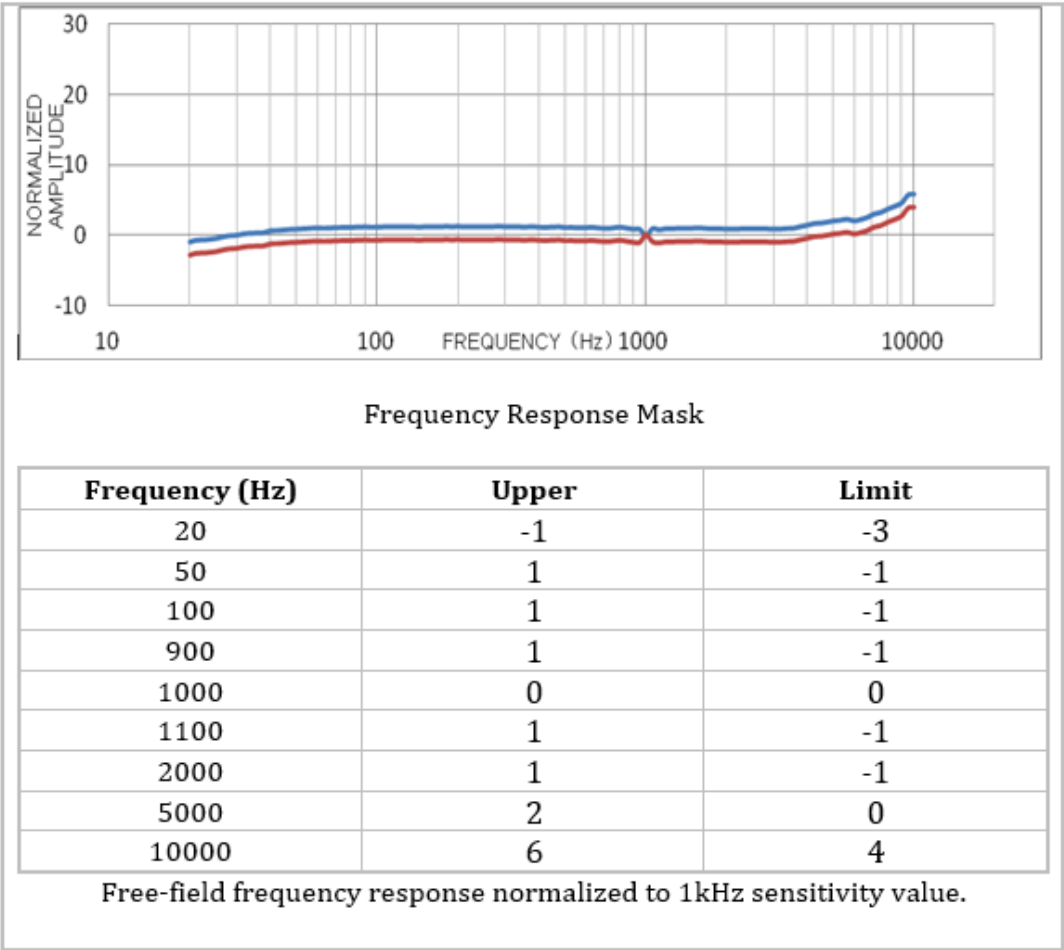 30
20
10
0
-10
NORMALIZED
AMPLITUDE
10 100 FREQUENCY (Hz) 1000 10000
Frequency Response Mask
Frequency (Hz) Upper Limit
20 -1 -3
50 1 -1
100 1 -1
900 1 -1
1000 0 0
1100 1 -1
2000 1 -1
5000 2 0
10000 6 4
Free-field frequency response normalized to 1kHz sensitivity value.